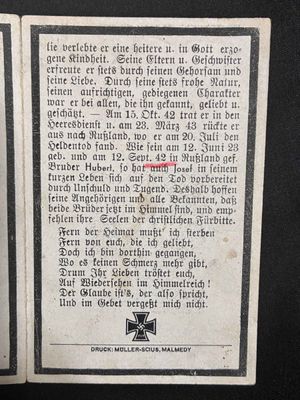 lie verlebte er eine heitere u. in Gott erzo-
gene Kindheit. Seine Eltern u. Geschwister
erfreute er stets durch seinen Gehorsam und
seine Liebe. Durch seine stets frohe Natur,
seinen aufrichtigen, gediegenen Charakter
war er bei allen, die ihn gekannt, geliebt u.
geschätzt. — Am 15. Okt. 42 trat er in den
Heeresdienst u. am 23. März 43 rückte er
aus nach Rußland, wo er am 20. Juli den
Heldentod fand. Wie sein am 12. Juni 23
geb. und am 12. Sept. 42 in Rußland gef.
Bruder Hubert, so hat auch Josef in seinem
kurzen Leben sich auf den Tod vorbereitet
durch Unschuld und Tugend. Deshalb hoffen
seine Angehörigen und alle Bekannten, daß
beide Brüder jetzt im Himmel sind, und emp-
fehlen ihre Seelen der christlichen Fürbitte.
Fern der Heimat mußt' ich sterben
Fern von euch, die ich geliebt,
Doch ich bin dorthin gegangen,
Wo es keinen Schmerz mehr gibt,
Drum Ihr Lieben tröstet euch,
Auf Wiedersehen im Himmelreich!
Der Glaube ist's, der also spricht,
Und im Gebet vergeßt mich nicht.
DRUCK: MÜLLER-SCIUS, MALMEDY